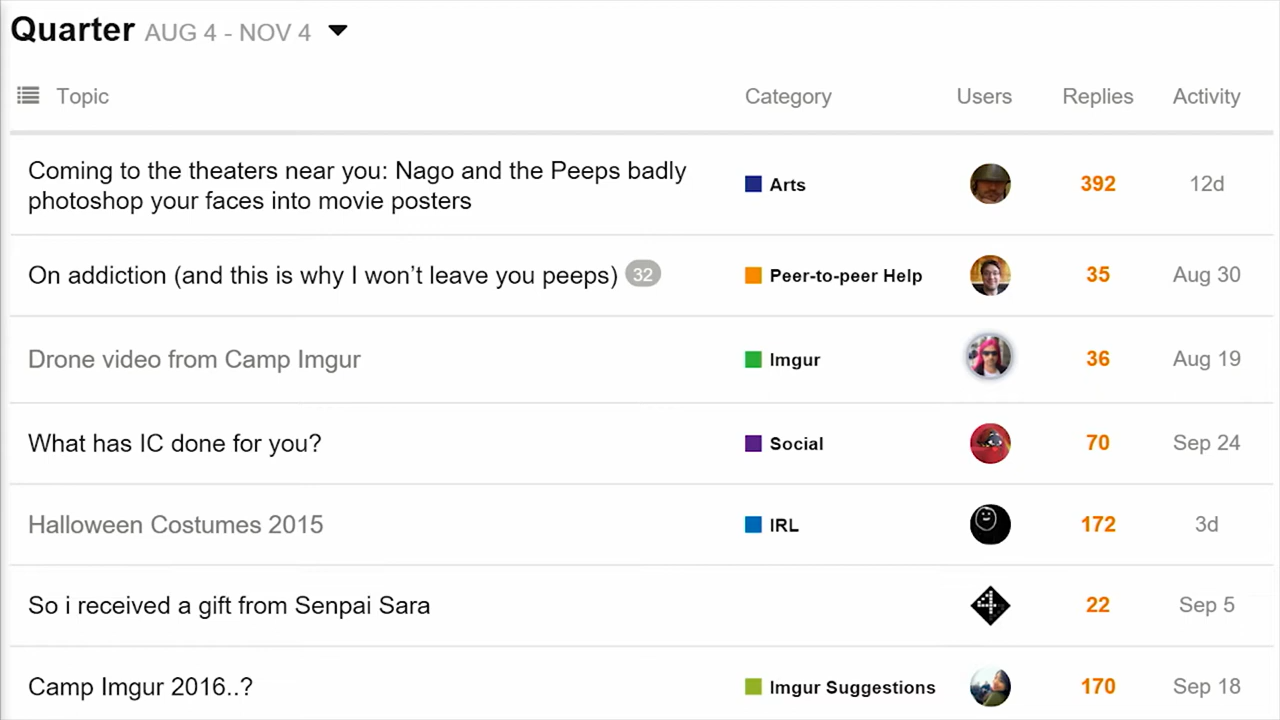 Quarter AUG 4 - NOV 4
Topic Category Users Replies Activity
Coming to the theaters near you: Nago and the Peeps badly
photoshop your faces into movie posters
Arts 392 12d
On addiction (and this is why I won’t leave you peeps) 32 Peer-to-peer Help 35 Aug 30
Drone video from Camp Imgur Imgur 36 Aug 19
What has IC done for you? Social 70 Sep 24
Halloween Costumes 2015 IRL 172 3d
So i received a gift from Senpai Sara 22 Sep 5
Camp Imgur 2016..? Imgur Suggestions 170 Sep 18